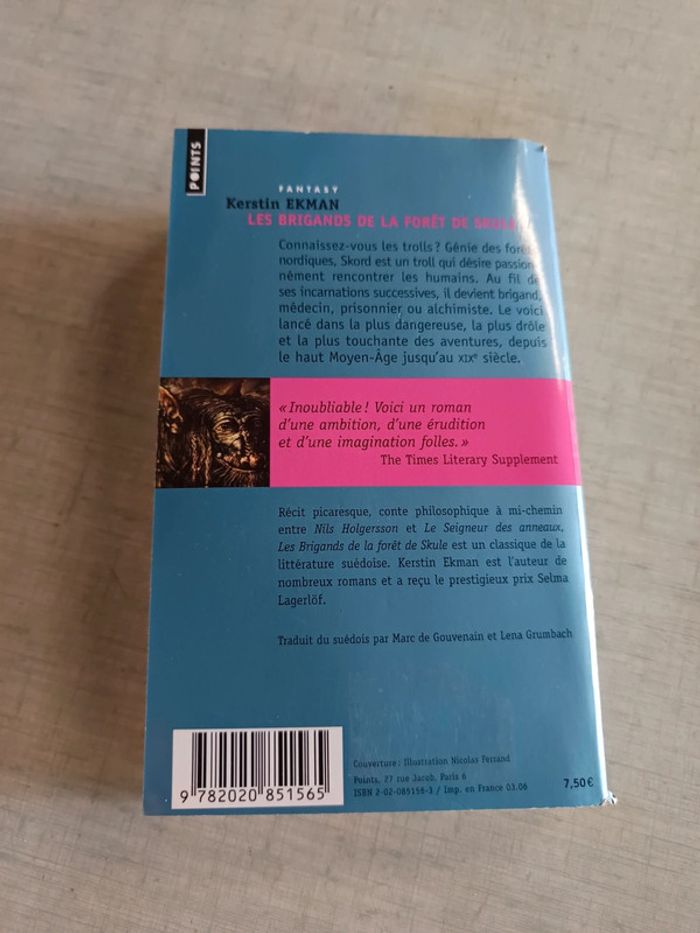 POINTS
FANTASY
Kerstin EKMAN
LES BRIGANDS DE LA FORÊT DE SKULE
Connaissez-vous les trolls ? Génie des forêts
nordiques, Skord est un troll qui désire passion-
nément rencontrer les humains. Au fil de
ses incarnations successives, il devient brigand,
médecin, prisonnier ou alchimiste. Le voici
lancé dans la plus dangereuse, la plus drôle
et la plus touchante des aventures, depuis
le haut Moyen-Âge jusqu'au XIXe siècle.
« Inoubliable ! Voici un roman
d'une ambition, d'une érudition
et d'une imagination folles. »
The Times Literary Supplement
Récit picaresque, conte philosophique à mi-chemin
entre Nils Holgersson et Le Seigneur des anneaux,
Les Brigands de la forêt de Skule est un classique de la
littérature suédoise. Kerstin Ekman est l'auteur de
nombreux romans et a reçu le prestigieux prix Selma
Lagerlöf.
Traduit du suédois par Marc de Gouvenain et Lena Grumbach
Couverture : Illustration Nicolas Ferrand
Points, 27 rue Jacob, Paris 6
ISBN 2-02-085156-3 / Imp. en France 03.06
7,50€
9 782020 851565